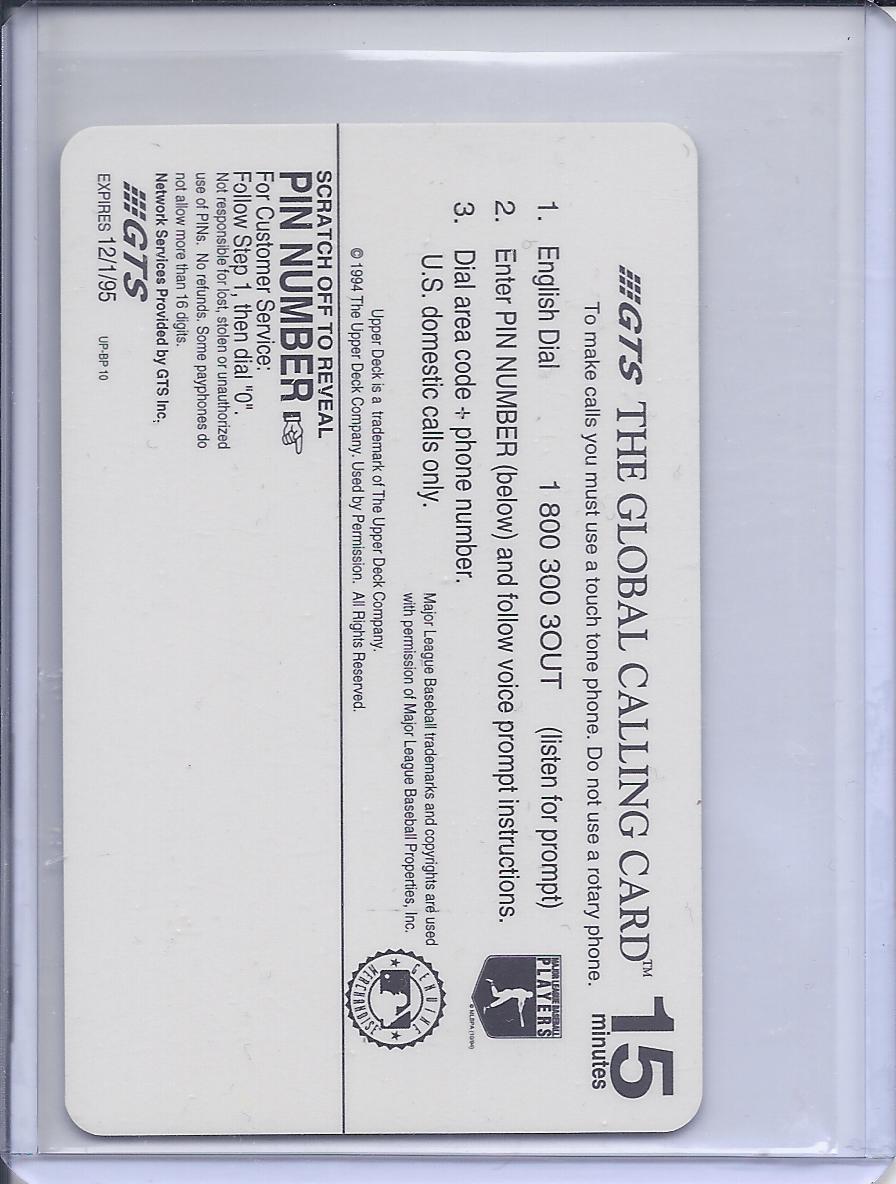 GTS THE GLOBAL CALLING CARD™
15
minutes
To make calls you must use a touch tone phone. Do not use a rotary phone.
1. English Dial 1 800 300 3OUT (listen for prompt)
2. Enter PIN NUMBER (below) and follow voice prompt instructions.
3. Dial area code + phone number.
U.S. domestic calls only.
MAJOR LEAGUE BASEBALL
PLAYERS
© MLBPA (10/94)
Major League Baseball trademarks and copyrights are used
with permission of Major League Baseball Properties, Inc.
GENUINE
MERCHANDISE
Upper Deck is a trademark of The Upper Deck Company.
© 1994 The Upper Deck Company. Used by Permission. All Rights Reserved.
SCRATCH OFF TO REVEAL
PIN NUMBER
For Customer Service:
Follow Step 1, then dial "0".
Not responsible for lost, stolen or unauthorized
use of PINs. No refunds. Some payphones do
not allow more than 16 digits.
Network Services Provided by GTS Inc.
GTS
EXPIRES 12/1/95 UP-BP 10